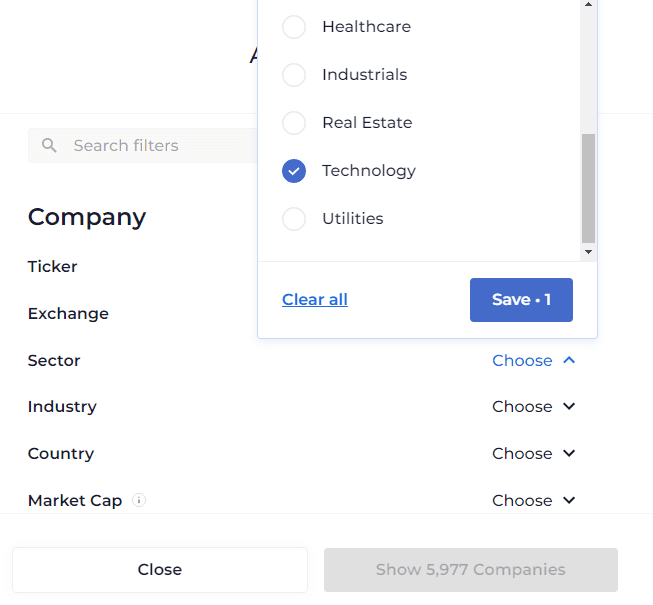 A
Healthcare
Industrials
Real Estate
Search filters
Technology
Company
Utilities
Ticker
Clear all
Save • 1
Exchange
Sector
Choose
Industry
Choose
Country
Choose
Market Cap
Choose
Close
Show 5,977 Companies